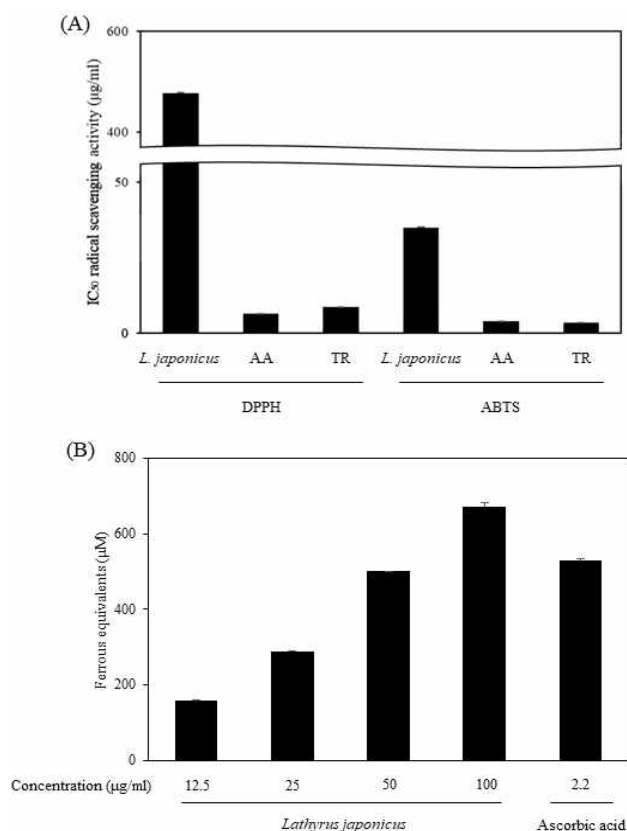 (A)
600
400
50
0
IC₅₀ radical scavenging activity (μg/ml)
L. japonicus AA TR L. japonicus AA TR
DPPH ABTS
(B)
800
600
400
200
0
Ferrous equivalents (μM)
Concentration (μg/ml) 12.5 25 50 100 2.2
Lathyrus japonicus Ascorbic acid